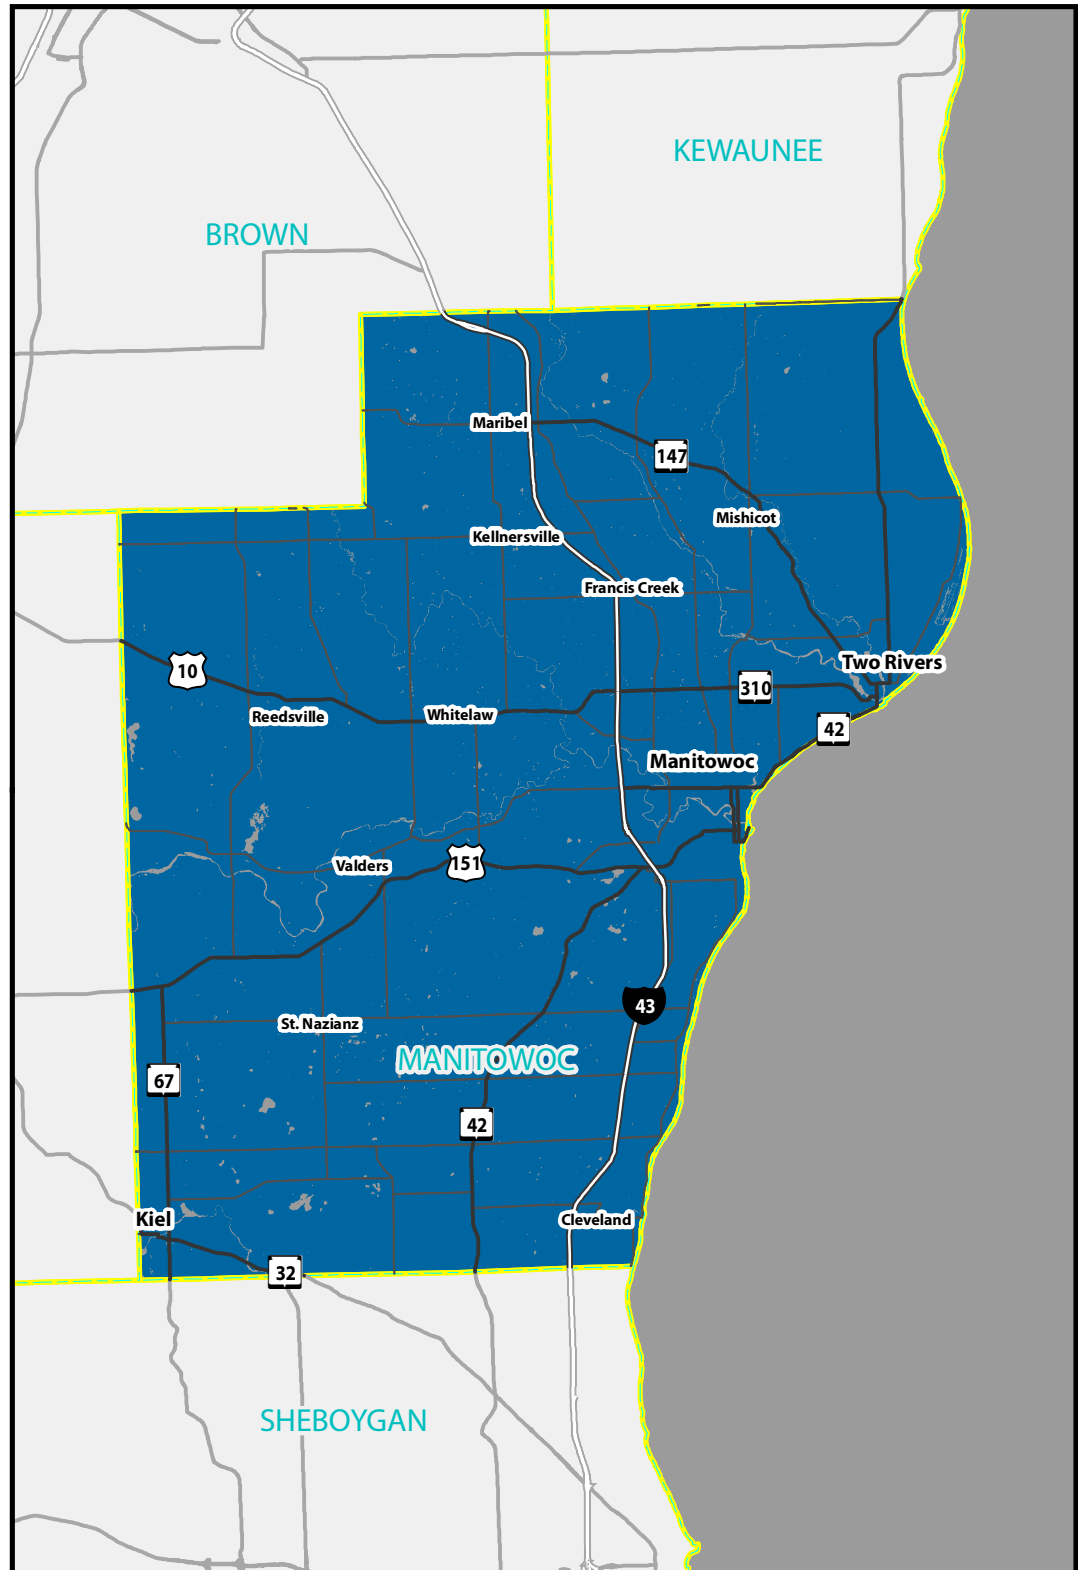 KEWAUNEE
BROWN
Maribel
147
Mishicot
Kellnersville
Francis Creek
Two Rivers
10
310
Reedsville
Whitelaw
42
Manitowoc
Valders
151
43
St. Nazianz
MANITOWOC
67
42
Kiel
Cleveland
32
SHEBOYGAN